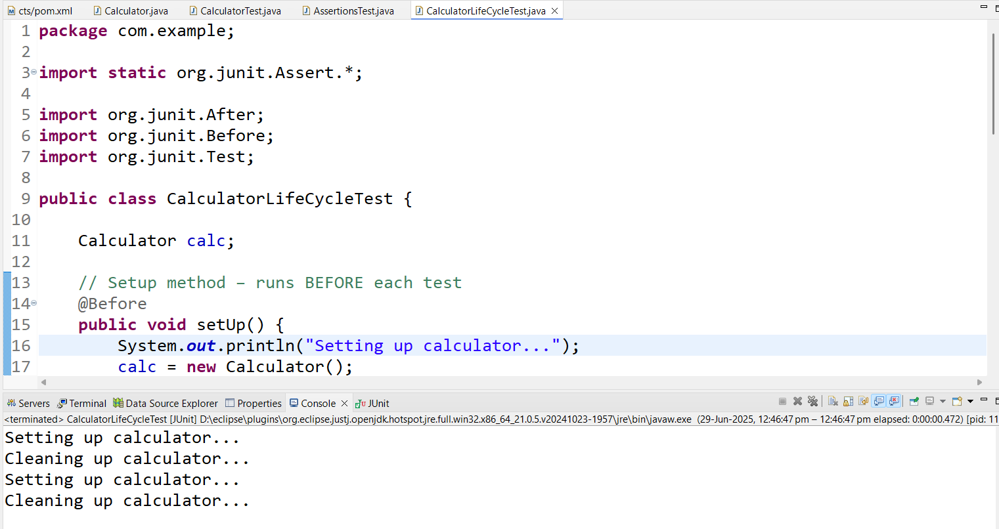 cts/pom.xml Calculator.java CalculatorTest.java AssertionsTest.java CalculatorLifeCycleTest.java
1 package com.example;
2
3 import static org.junit.Assert.*;
4
5 import org.junit.After;
6 import org.junit.Before;
7 import org.junit.Test;
8
9 public class CalculatorLifeCycleTest {
10
11     Calculator calc;
12
13     // Setup method – runs BEFORE each test
14     @Before
15     public void setUp() {
16         System.out.println("Setting up calculator...");
17         calc = new Calculator();
Servers Terminal Data Source Explorer Properties Console JUnit
<terminated> CalculatorLifeCycleTest [JUnit] D:\eclipse\plugins\org.eclipse.justj.openjdk.hotspot.jre.full.win32.x86_64_21.0.5.v20241023-1957\jre\bin\javaw.exe (29-Jun-2025, 12:46:47 pm – 12:46:47 pm elapsed: 0:00:00.472) [pid: 11
Setting up calculator...
Cleaning up calculator...
Setting up calculator...
Cleaning up calculator...